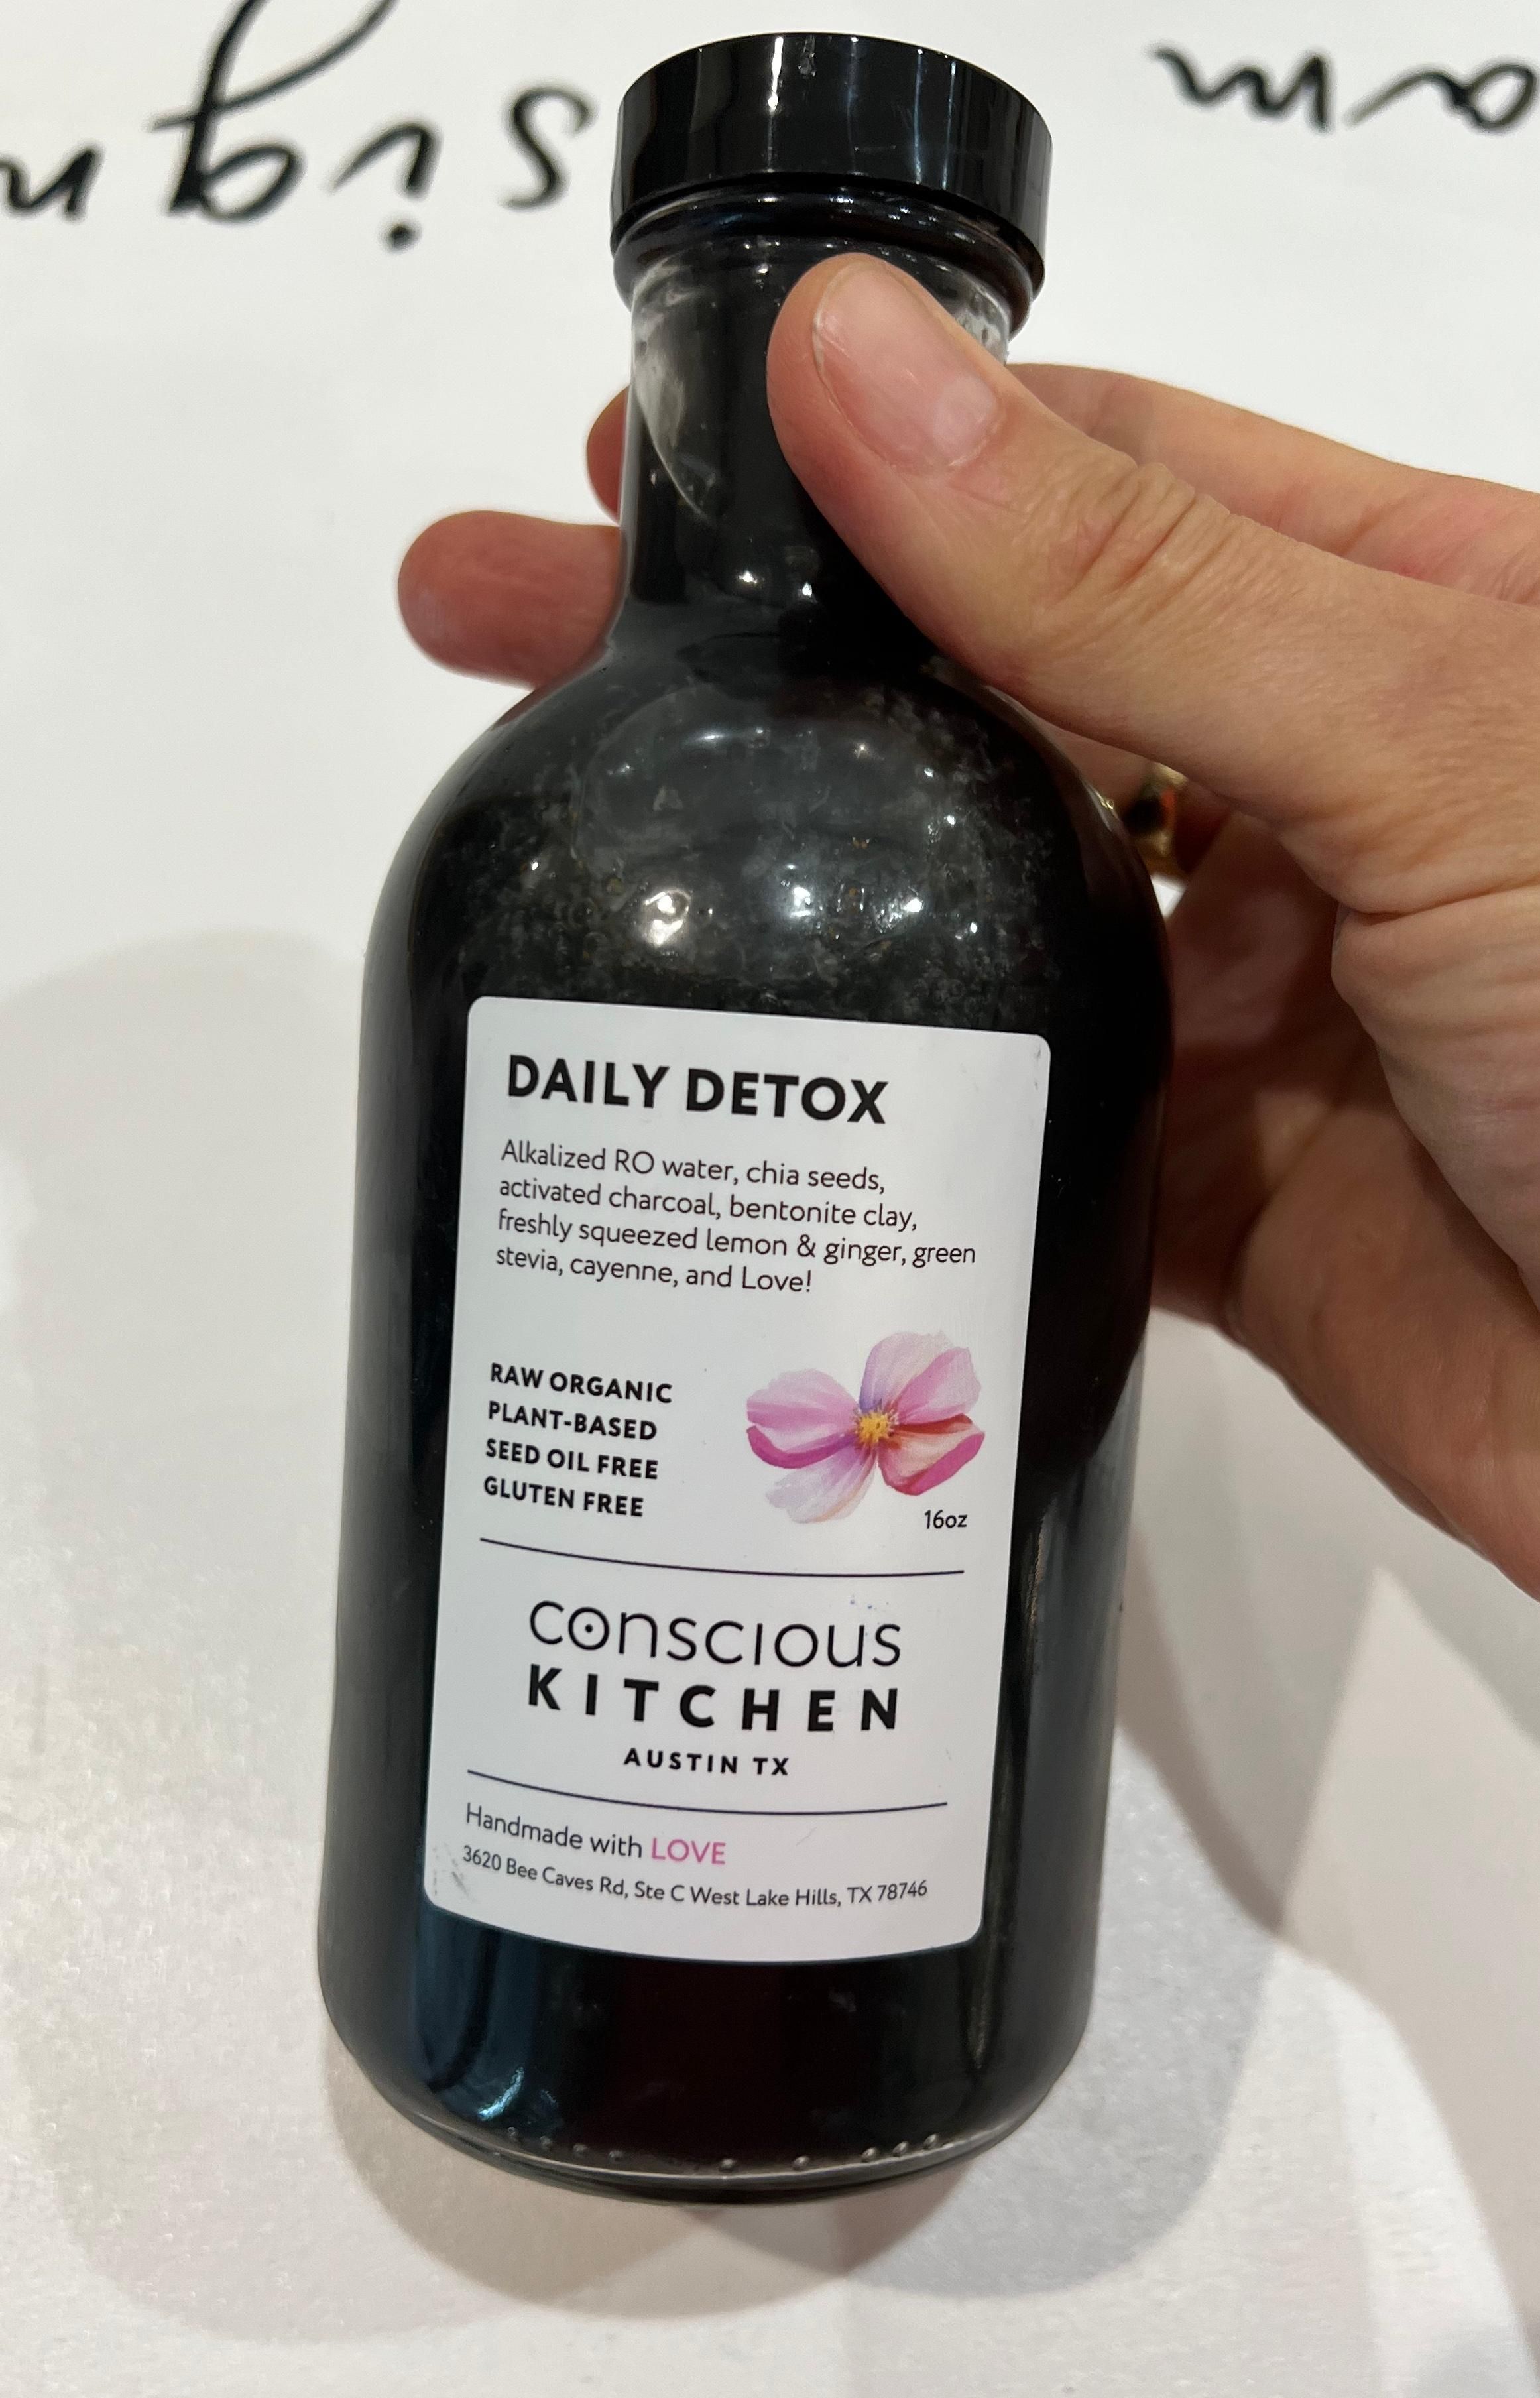 DAILY DETOX
Alkalized RO water, chia seeds,
activated charcoal, bentonite clay,
freshly squeezed lemon & ginger, green
stevia, cayenne, and Love!
RAW ORGANIC
PLANT-BASED
SEED OIL FREE
GLUTEN FREE
16oz
conscious
KITCHEN
AUSTIN TX
Handmade with LOVE
3620 Bee Caves Rd, Ste C West Lake Hills, TX 78746